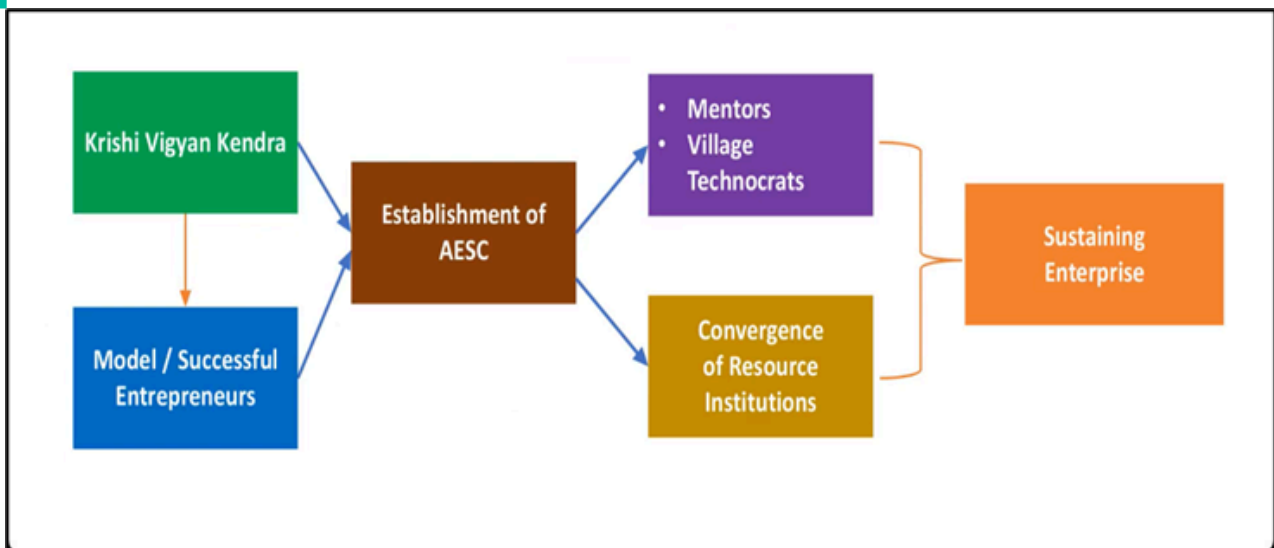 Krishi Vigyan Kendra
Model / Successful
Entrepreneurs
Establishment of
AESC
• Mentors
• Village
Technocrats
Convergence
of Resource
Institutions
Sustaining
Enterprise